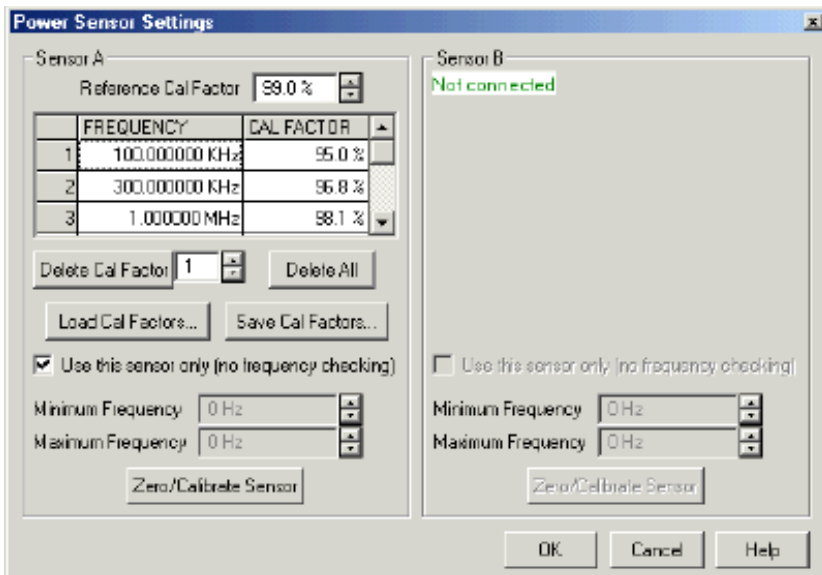 Power Sensor Settings
Sensor A
Reference Cal Factor 99.0 %
FREQUENCY CAL FACTOR
1 100.000000 KHz 95.0 %
2 300.000000 KHz 96.8 %
3 1.000000 MHz 98.1 %
Delete Cal Factor 1 Delete All
Load Cal Factors... Save Cal Factors...
Use this sensor only (no frequency checking)
Minimum Frequency 0 Hz
Maximum Frequency 0 Hz
Zero/Calibrate Sensor
Sensor B
Not connected
Use this sensor only (no frequency checking)
Minimum Frequency 0 Hz
Maximum Frequency 0 Hz
Zero/Calibrate Sensor
OK Cancel Help